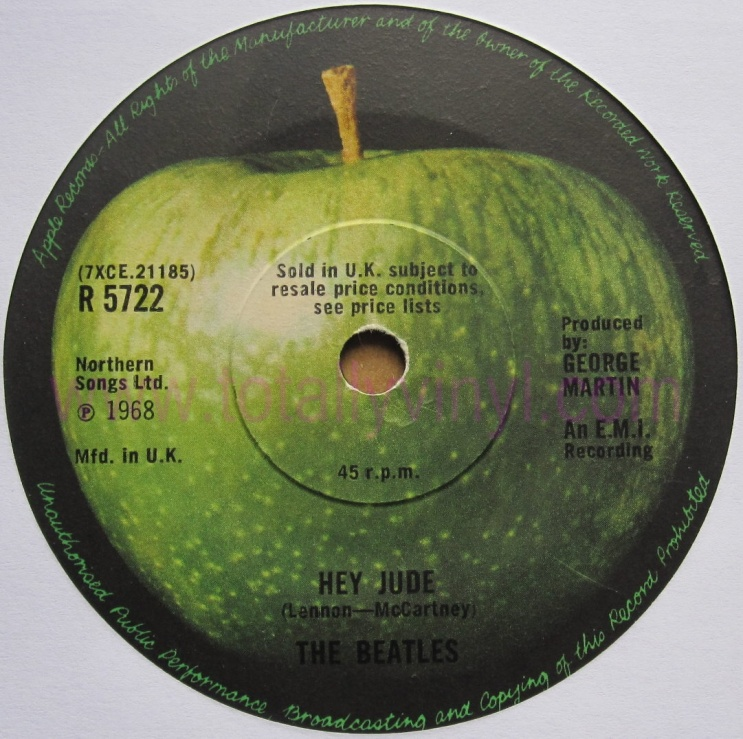 Apple Records - All Rights of the Manufacturer and of the Owner of the Recorded Work Reserved
(7XCE.21185)
R 5722
Sold in U.K. subject to
resale price conditions,
see price lists
Northern
Songs Ltd.
℗ 1968
Mfd. in U.K.
Produced
by:
GEORGE
MARTIN
An E.M.I.
Recording
www.totallyvinyl.com
45 r.p.m.
HEY JUDE
(Lennon—McCartney)
THE BEATLES
Unauthorised Public Performance, Broadcasting and Copying of this Record Prohibited